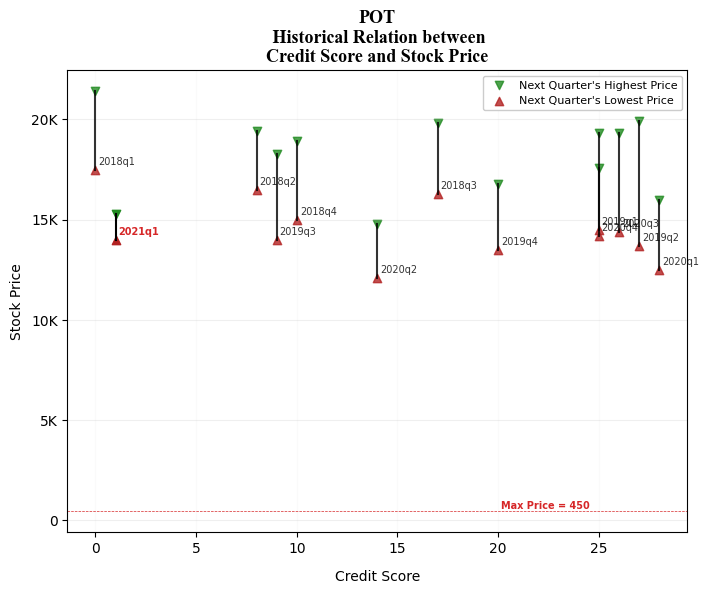 POT
Historical Relation between
Credit Score and Stock Price
Next Quarter's Highest Price
Next Quarter's Lowest Price
20K
15K
10K
5K
0
Stock Price
2018q1
2021q1
2018q2
2019q3
2018q4
2020q2
2018q3
2019q4
2019q1
2020q4
2020q3
2019q2
2020q1
Max Price = 450
0
5
10
15
20
25
Credit Score